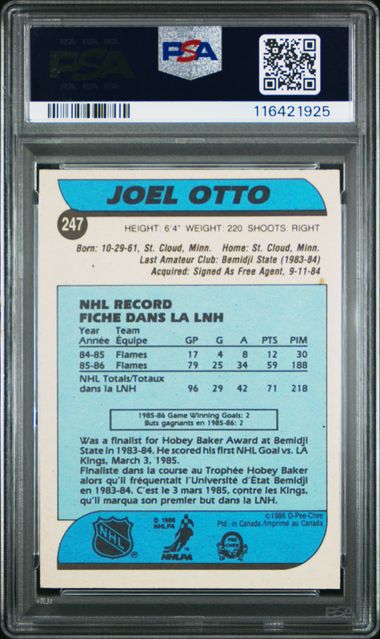 PSA
PSA
116421925
JOEL OTTO
247
HEIGHT: 6'4" WEIGHT: 220 SHOOTS: RIGHT
Born: 10-29-61, St. Cloud, Minn. Home: St. Cloud, Minn.
Last Amateur Club: Bemidji State (1983-84)
Acquired: Signed As Free Agent, 9-11-84
NHL RECORD
FICHE DANS LA LNH
Year Team
Année Équipe GP G A PTS PIM
84-85 Flames 17 4 8 12 30
85-86 Flames 79 25 34 59 188
NHL Totals/Totaux
dans la LNH 96 29 42 71 218
1985-86 Game Winning Goals: 2
Buts gagnants en 1985-86: 2
Was a finalist for Hobey Baker Award at Bemidji
State in 1983-84. He scored his first NHL Goal vs. LA
Kings, March 3, 1985.
Finaliste dans la course au Trophée Hobey Baker
alors qu'il fréquentait l'Université d'État Bemidji
en 1983-84. C'est le 3 mars 1985, contre les Kings,
qu'il marqua son premier but dans la LNH.
©1986 O-Pee-Chee
Ptd. in Canada/Imprimé au Canada
NHL
© 1986
NHLPA
NHLPA
O
PEE
CHEE